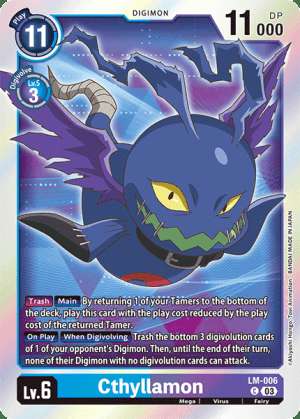 DIGIMON
Play
11
11 DP
000
Digivolve
Lv.5
3
Trash Main By returning 1 of your Tamers to the bottom of
the deck, play this card with the play cost reduced by the play
cost of the returned Tamer.
On Play When Digivolving Trash the bottom 3 digivolution cards
of 1 of your opponent's Digimon. Then, until the end of their turn,
none of their Digimon with no digivolution cards can attack.
Mega Virus Fairy
Lv.6
Cthyllamon
LM-006
C 03